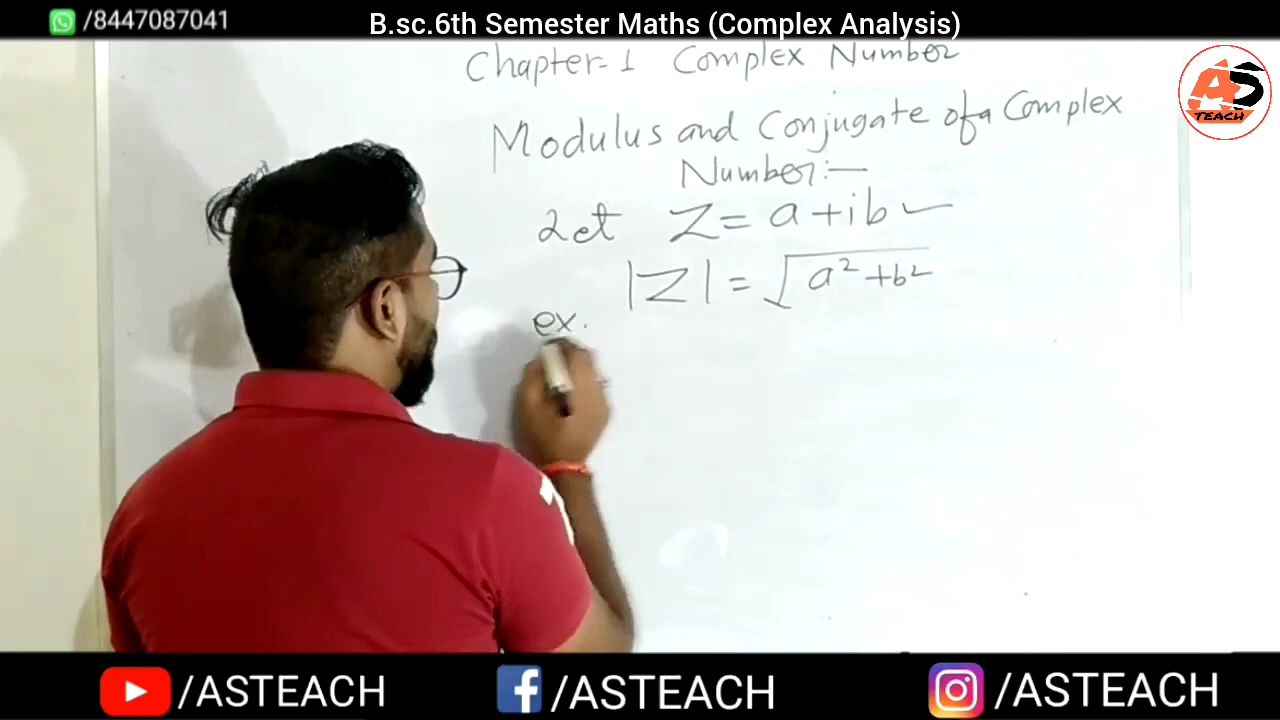 /8447087041
B.sc.6th Semester Maths (Complex Analysis)
AS
TEACH
Chapter-1 Complex Number
Modulus and Conjugate of a Complex
Number:—
Let Z = a + ib
|Z| = √a² + b²
ex.
/ASTEACH
/ASTEACH
/ASTEACH